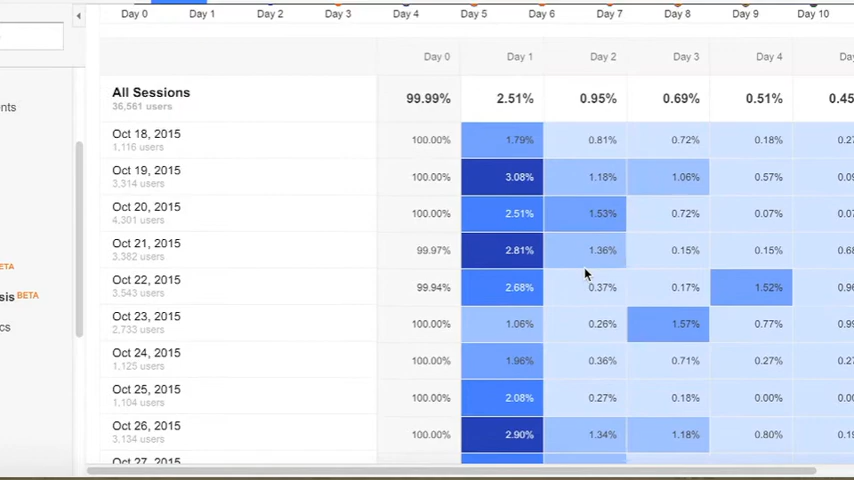 Day 0 Day 1 Day 2 Day 3 Day 4 Day 5 Day 6 Day 7 Day 8 Day 9 Day 10
Day 0 Day 1 Day 2 Day 3 Day 4
All Sessions 99.99% 2.51% 0.95% 0.69% 0.51%
36,561 users
Oct 18, 2015 100.00% 1.79% 0.81% 0.72% 0.18%
1,116 users
Oct 19, 2015 100.00% 3.08% 1.18% 1.06% 0.57%
3,314 users
Oct 20, 2015 100.00% 2.51% 1.53% 0.72% 0.07%
4,301 users
Oct 21, 2015 99.97% 2.81% 1.36% 0.15% 0.15%
3,382 users
BETA
Oct 22, 2015 99.94% 2.68% 0.37% 0.17% 1.52%
3,543 users
Oct 23, 2015 100.00% 1.06% 0.26% 1.57% 0.77%
2,733 users
Oct 24, 2015 100.00% 1.96% 0.36% 0.71% 0.27%
1,125 users
Oct 25, 2015 100.00% 2.08% 0.27% 0.18% 0.00%
1,104 users
Oct 26, 2015 100.00% 2.90% 1.34% 1.18% 0.80%
3,134 users
Oct 27, 2015